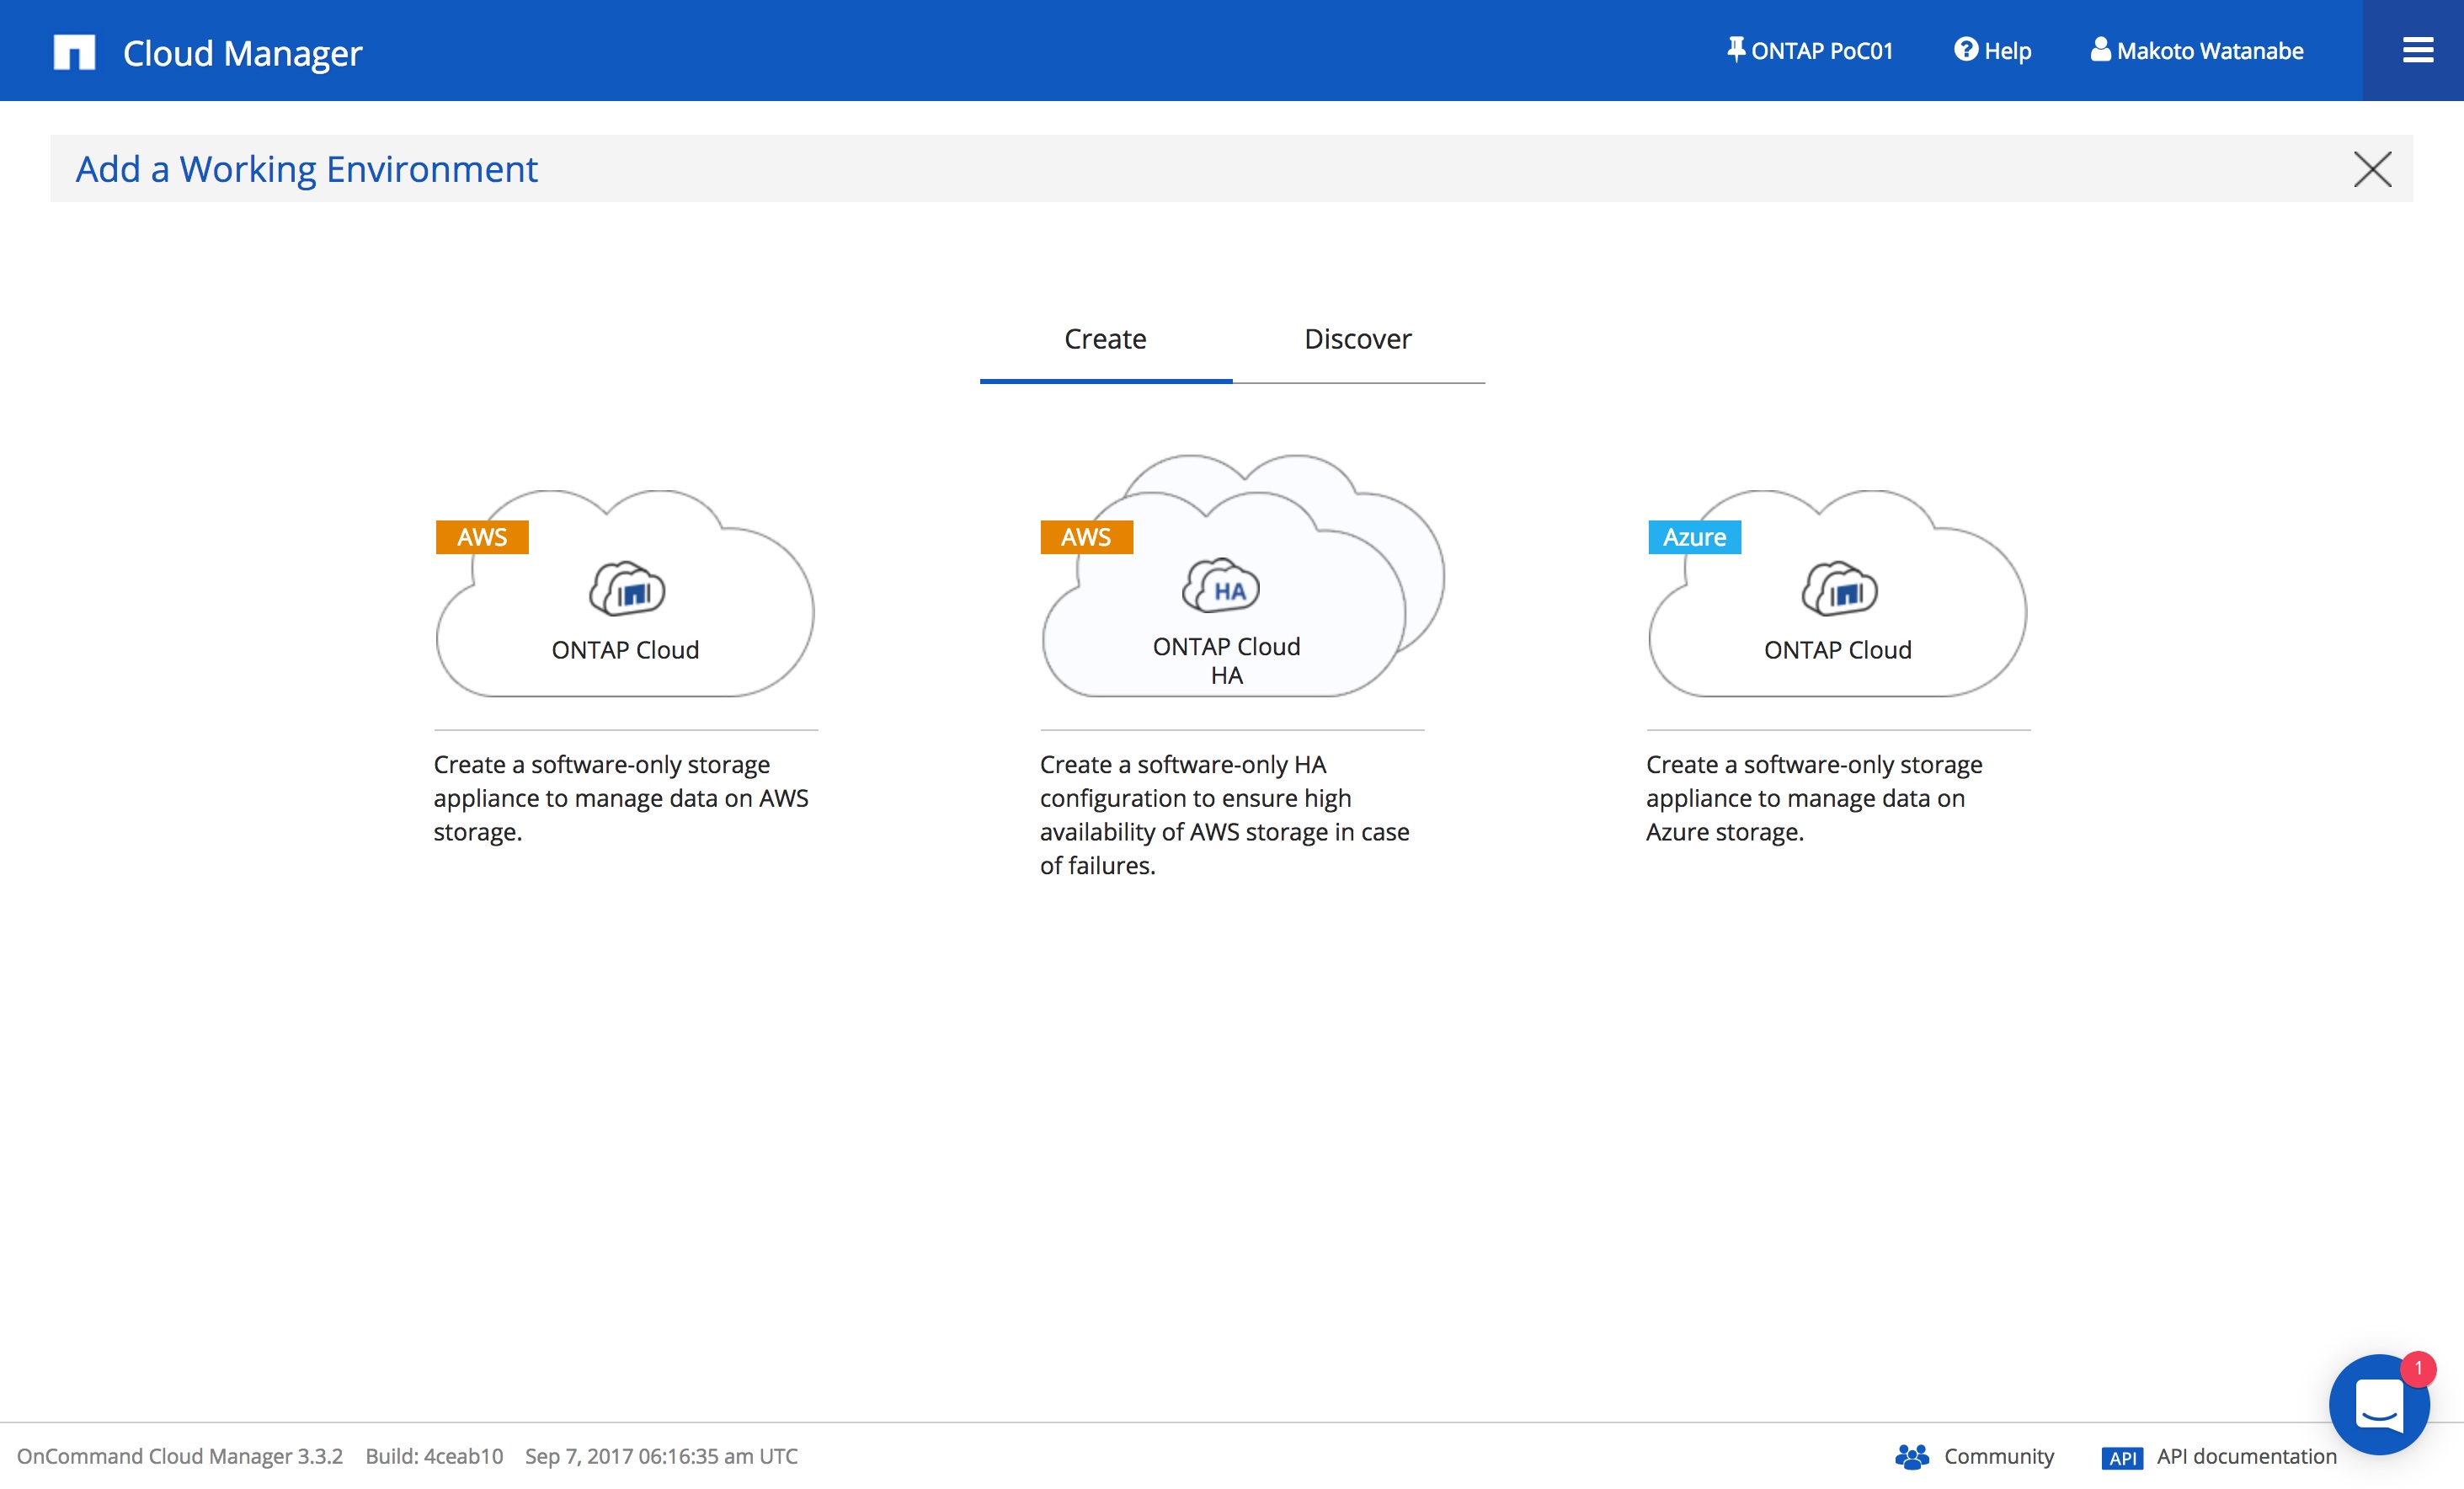 Cloud Manager
ONTAP PoC01
Help
Makoto Watanabe
Add a Working Environment
Create
Discover
AWS
ONTAP Cloud
Create a software-only storage
appliance to manage data on AWS
storage.
AWS
HA
ONTAP Cloud
HA
Create a software-only HA
configuration to ensure high
availability of AWS storage in case
of failures.
Azure
ONTAP Cloud
Create a software-only storage
appliance to manage data on
Azure storage.
1
OnCommand Cloud Manager 3.3.2 Build: 4ceab10 Sep 7, 2017 06:16:35 am UTC
Community
API API documentation